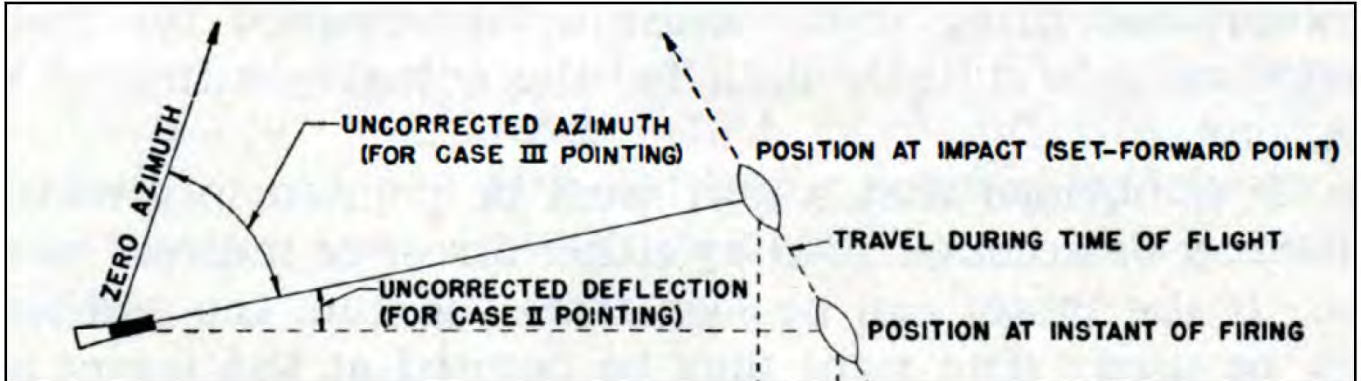 ZERO AZIMUTH
UNCORRECTED AZIMUTH
(FOR CASE III POINTING)
POSITION AT IMPACT (SET-FORWARD POINT)
TRAVEL DURING TIME OF FLIGHT
UNCORRECTED DEFLECTION
(FOR CASE II POINTING)
POSITION AT INSTANT OF FIRING